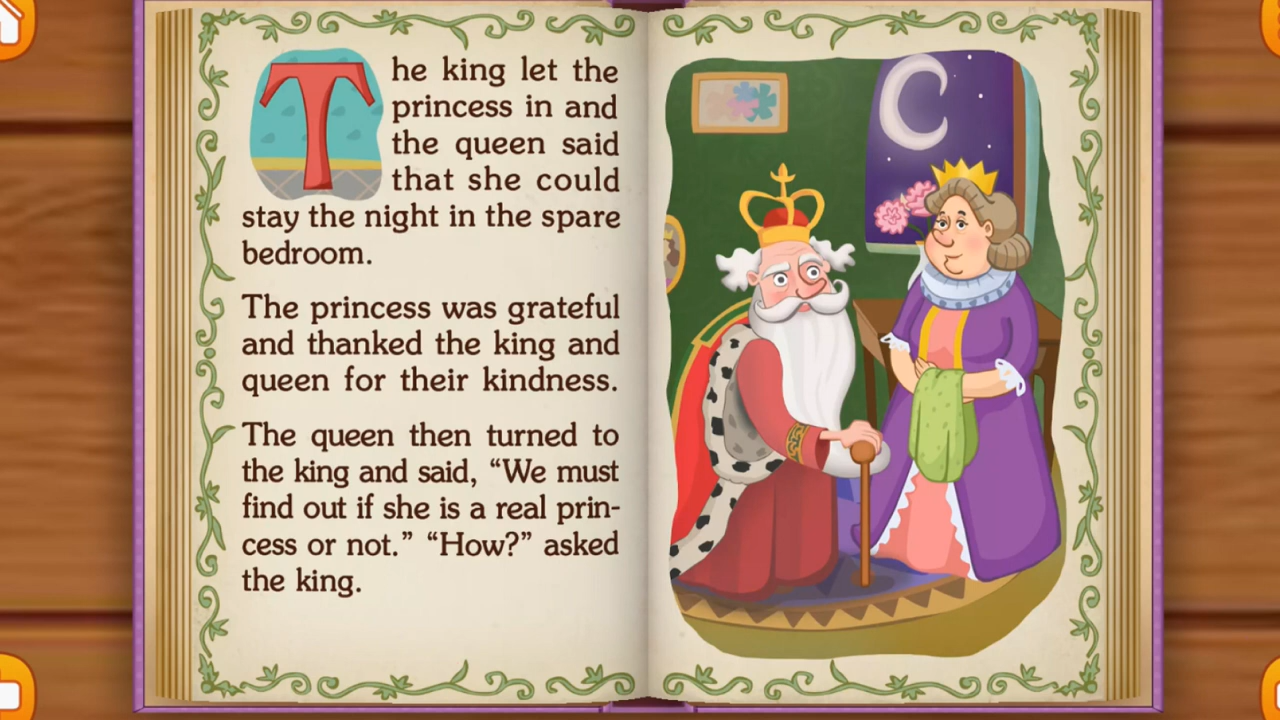 The king let the
princess in and
the queen said
that she could
stay the night in the spare
bedroom.
The princess was grateful
and thanked the king and
queen for their kindness.
The queen then turned to
the king and said, “We must
find out if she is a real prin-
cess or not.” “How?” asked
the king.